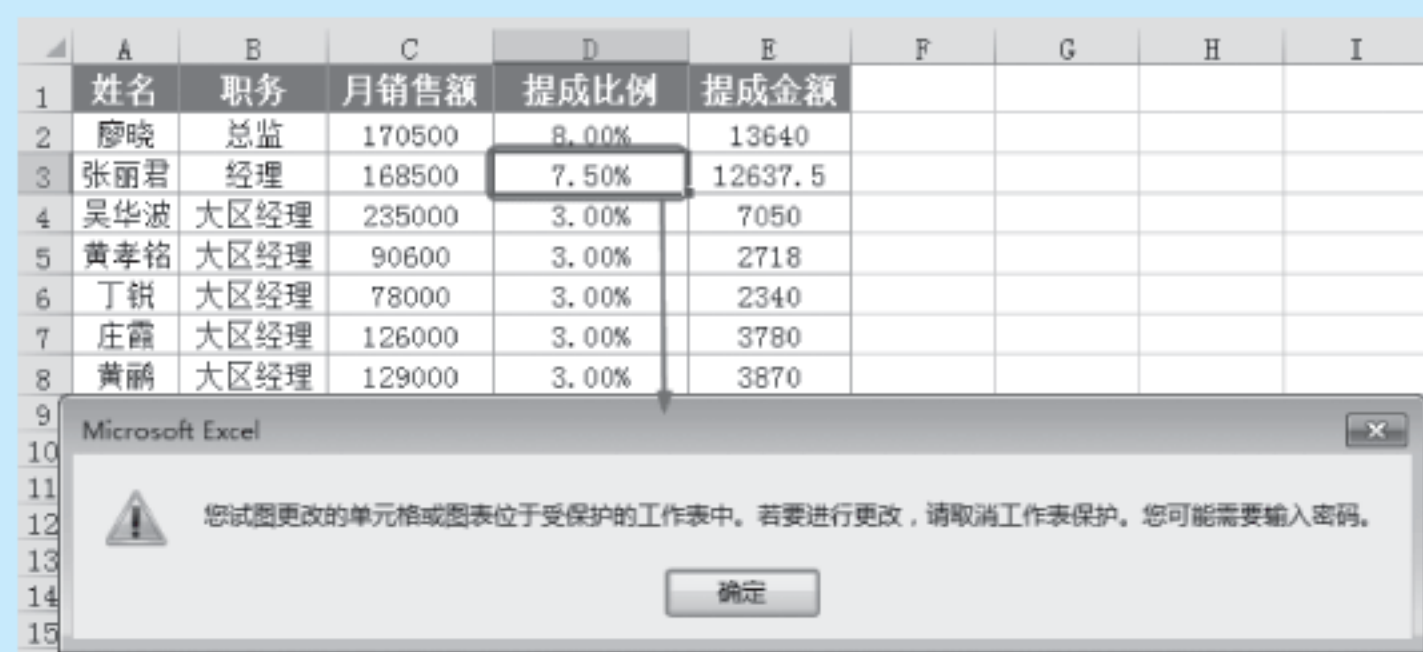 A B C D E F G H I
1 姓名 职务 月销售额 提成比例 提成金额
2 廖晓 总监 170500 8.00% 13640
3 张丽君 经理 168500 7.50% 12637.5
4 吴华波 大区经理 235000 3.00% 7050
5 黄孝铭 大区经理 90600 3.00% 2718
6 丁锐 大区经理 78000 3.00% 2340
7 庄霞 大区经理 126000 3.00% 3780
8 黄鹂 大区经理 129000 3.00% 3870
9
Microsoft Excel
10
11
12 您试图更改的单元格或图表位于受保护的工作表中。若要进行更改，请取消工作表保护。您可能需要输入密码。
13
14 确定
15